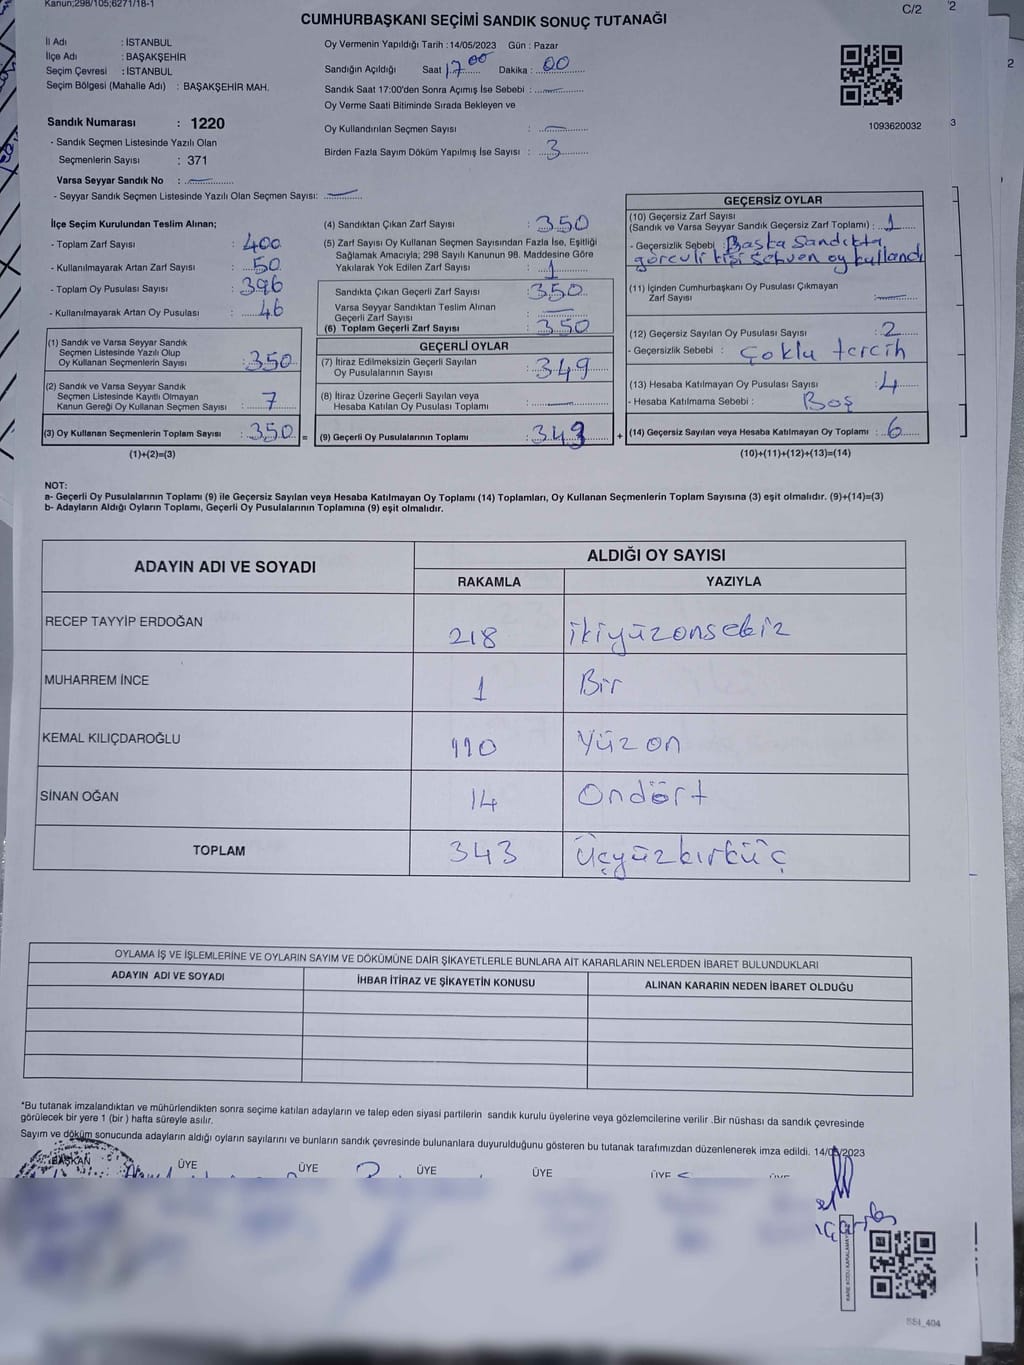 Kanun;298/105;6271/18-1
C/2
2
CUMHURBAŞKANI SEÇİMİ SANDIK SONUÇ TUTANAĞI
İl Adı : İSTANBUL
İlçe Adı : BAŞAKŞEHİR
Seçim Çevresi : İSTANBUL
Seçim Bölgesi (Mahalle Adı) : BAŞAKŞEHİR MAH.
Sandık Numarası : 1220
- Sandık Seçmen Listesinde Yazılı Olan
Seçmenlerin Sayısı : 371
Varsa Seyyar Sandık No : —
- Seyyar Sandık Seçmen Listesinde Yazılı Olan Seçmen Sayısı: —
Oy Vermenin Yapıldığı Tarih :14/05/2023 Gün : Pazar
Sandığın Açıldığı Saat 17 00 Dakika : 00
Sandık Saat 17:00'den Sonra Açımış İse Sebebi : —
Oy Verme Saati Bitiminde Sırada Bekleyen ve
Oy Kullandırılan Seçmen Sayısı : —
Birden Fazla Sayım Döküm Yapılmış İse Sayısı : 3
1093620032
3
2
İlçe Seçim Kurulundan Teslim Alınan;
- Toplam Zarf Sayısı : 400
- Kullanılmayarak Artan Zarf Sayısı : 50
- Toplam Oy Pusulası Sayısı : 396
- Kullanılmayarak Artan Oy Pusulası : 46
(1) Sandık ve Varsa Seyyar Sandık
Seçmen Listesinde Yazılı Olup
Oy Kullanan Seçmenlerin Sayısı : 350
(2) Sandık ve Varsa Seyyar Sandık
Seçmen Listesinde Kayıtlı Olmayan
Kanun Gereği Oy Kullanan Seçmen Sayısı : 7
(3) Oy Kullanan Seçmenlerin Toplam Sayısı : 350 =
(1)+(2)=(3)
(4) Sandıktan Çıkan Zarf Sayısı : 350
(5) Zarf Sayısı Oy Kullanan Seçmen Sayısından Fazla İse, Eşitliği
Sağlamak Amacıyla; 298 Sayılı Kanunun 98. Maddesine Göre
Yakılarak Yok Edilen Zarf Sayısı : 1
Sandıkta Çıkan Geçerli Zarf Sayısı : 350
Varsa Seyyar Sandıktan Teslim Alınan
Geçerli Zarf Sayısı : —
(6) Toplam Geçerli Zarf Sayısı : 350
GEÇERLİ OYLAR
(7) İtiraz Edilmeksizin Geçerli Sayılan
Oy Pusulalarının Sayısı : 349
(8) İtiraz Üzerine Geçerli Sayılan veya
Hesaba Katılan Oy Pusulası Toplamı : —
(9) Geçerli Oy Pusulalarının Toplamı : 343 +
GEÇERSİZ OYLAR
(10) Geçersiz Zarf Sayısı
(Sandık ve Varsa Seyyar Sandık Geçersiz Zarf Toplamı) : 1
- Geçersizlik Sebebi : Başka Sandıkta
görevli kişi sehven oy kullandı
(11) İçinden Cumhurbaşkanı Oy Pusulası Çıkmayan
Zarf Sayısı : —
(12) Geçersiz Sayılan Oy Pusulası Sayısı : 2
- Geçersizlik Sebebi : Çoklu tercih
(13) Hesaba Katılmayan Oy Pusulası Sayısı : 4
- Hesaba Katılmama Sebebi : Boş
(14) Geçersiz Sayılan veya Hesaba Katılmayan Oy Toplamı : 6
(10)+(11)+(12)+(13)=(14)
NOT:
a- Geçerli Oy Pusulalarının Toplamı (9) ile Geçersiz Sayılan veya Hesaba Katılmayan Oy Toplamı (14) Toplamları, Oy Kullanan Seçmenlerin Toplam Sayısına (3) eşit olmalıdır. (9)+(14)=(3)
b- Adayların Aldığı Oyların Toplamı, Geçerli Oy Pusulalarının Toplamına (9) eşit olmalıdır.
ADAYIN ADI VE SOYADI
ALDIĞI OY SAYISI
RAKAMLA YAZIYLA
RECEP TAYYİP ERDOĞAN 218 ikiyüzonsekiz
MUHARREM İNCE 1 Bir
KEMAL KILIÇDAROĞLU 110 Yüzon
SİNAN OĞAN 14 Ondört
TOPLAM 343 Üçyüzkırküç
OYLAMA İŞ VE İŞLEMLERİNE VE OYLARIN SAYIM VE DÖKÜMÜNE DAİR ŞİKAYETLERLE BUNLARA AİT KARARLARIN NELERDEN İBARET BULUNDUKLARI
ADAYIN ADI VE SOYADI İHBAR İTİRAZ VE ŞİKAYETİN KONUSU ALINAN KARARIN NEDEN İBARET OLDUĞU
*Bu tutanak imzalandıktan ve mühürlendikten sonra seçime katılan adayların ve talep eden siyasi partilerin sandık kurulu üyelerine veya gözlemcilerine verilir .Bir nüshası da sandık çevresinde
görülecek bir yere 1 (bir ) hafta süreyle asılır.
Sayım ve döküm sonucunda adayların aldığı oyların sayılarını ve bunların sandık çevresinde bulunanlara duyurulduğunu gösteren bu tutanak tarafımızdan düzenlenerek imza edildi. 14/05/2023
BAŞKAN ÜYE ÜYE ÜYE ÜYE ÜYE ÜYE
KARE KODU KARALAMAYIN
SSI_404